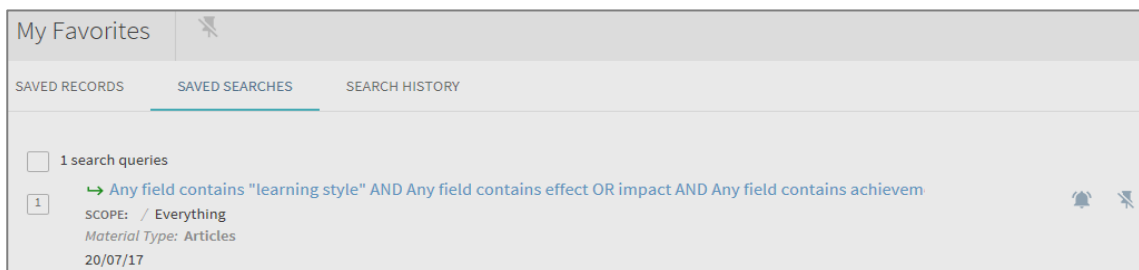 My Favorites
SAVED RECORDS SAVED SEARCHES SEARCH HISTORY
1 search queries
1 Any field contains "learning style" AND Any field contains effect OR impact AND Any field contains achievem
SCOPE: / Everything
Material Type: Articles
20/07/17